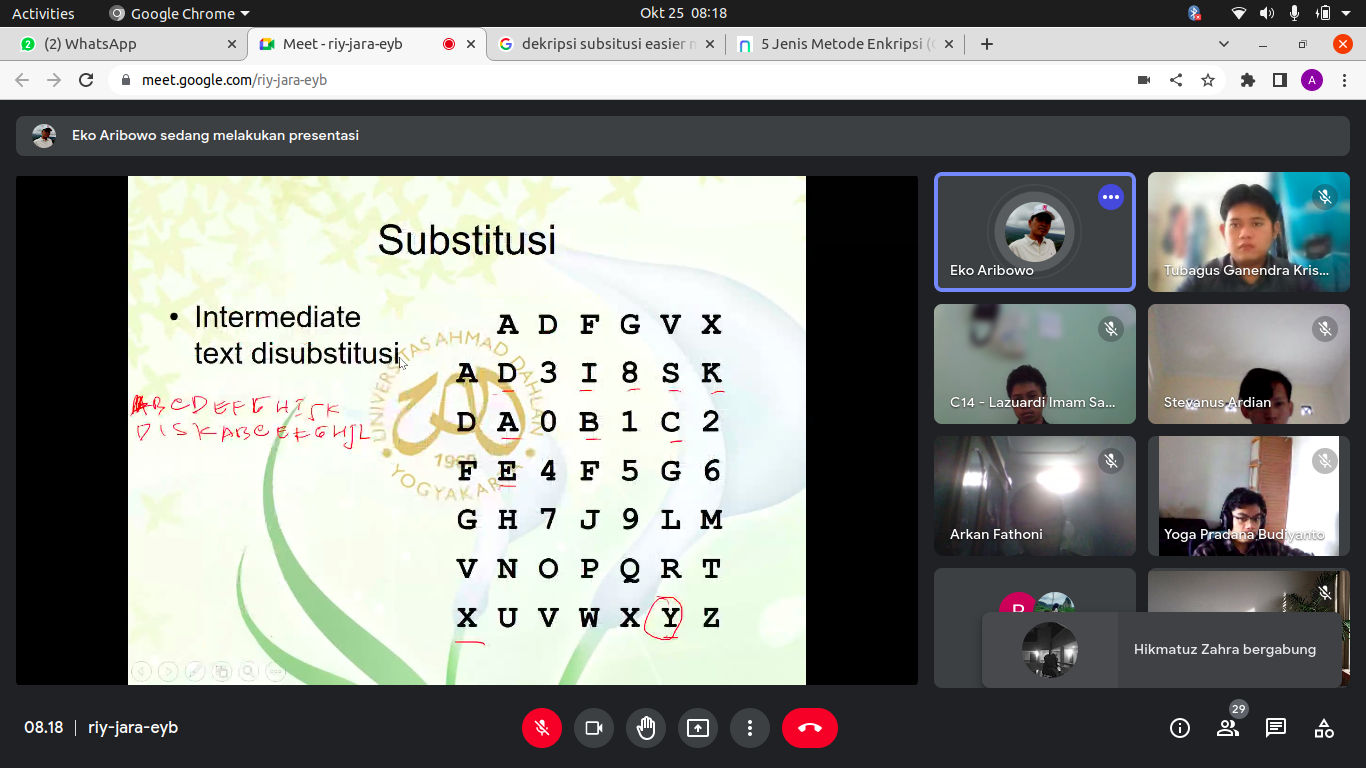 Activities
Google Chrome
Okt 25 08:18
2
(2) WhatsApp
Meet - riy-jara-eyb
dekripsi subsitusi easier
5 Jenis Metode Enkripsi (
meet.google.com/riy-jara-eyb
A
Eko Aribowo sedang melakukan presentasi
Substitusi
• Intermediate
text disubstitusi
A D F G V X
A D 3 I 8 S K
D A 0 B 1 C 2
F E 4 F 5 G 6
G H 7 J 9 L M
V N O P Q R T
X U V W X Y Z
UNIVERSITAS AHMAD DAHLAN
1960
YOGYAKAR
ABCDEFGHIJK
DISKABCEFGHJL
Eko Aribowo
Tubagus Ganendra Kris...
C14 - Lazuardi Imam Sa...
Stevanus Ardian
Arkan Fathoni
Yoga Pradana Budiyanto
Hikmatuz Zahra bergabung
08.18 | riy-jara-eyb
29